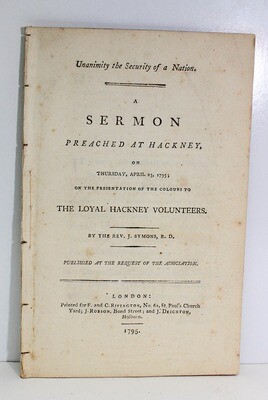 Unanimity the Security of a Nation.
A
SERMON
PREACHED AT HACKNEY,
ON
THURSDAY, APRIL 23, 1795;
ON THE PRESENTATION OF THE COLOURS TO
THE LOYAL HACKNEY VOLUNTEERS.
BY THE REV. J. SYMONS, B. D.
PUBLISHED AT THE REQUEST OF THE ASSOCIATION.
LONDON:
Printed for F. and C. RIVINGTON, No. 62, St. Paul's Church
Yard; J. ROBSON, Bond Street; and J. DEIGHTON,
Holborn.
1795.